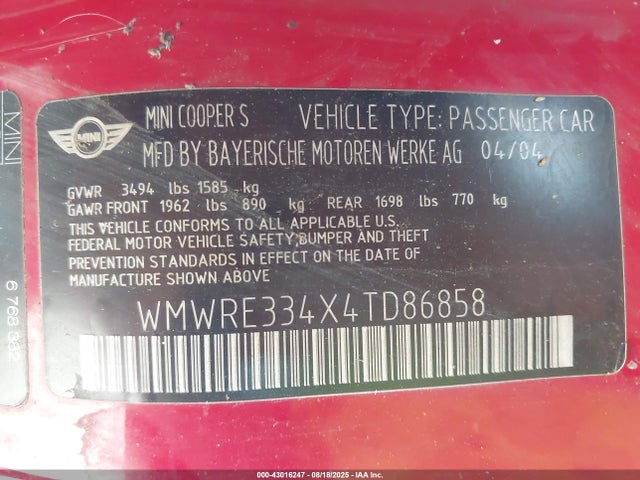 MINI COOPER S VEHICLE TYPE: PASSENGER CAR
MINI
MFD BY BAYERISCHE MOTOREN WERKE AG 04/04
GVWR 3494 lbs 1585 kg
GAWR FRONT 1962 lbs 890 kg REAR 1698 lbs 770 kg
THIS VEHICLE CONFORMS TO ALL APPLICABLE U.S.
FEDERAL MOTOR VEHICLE SAFETY, BUMPER AND THEFT
PREVENTION STANDARDS IN EFFECT ON THE DATE OF
MANUFACTURE SHOWN ABOVE
WMWRE334X4TD86858
MINI
6 768 382
000-43016247 - 08/18/2025 - IAA Inc.